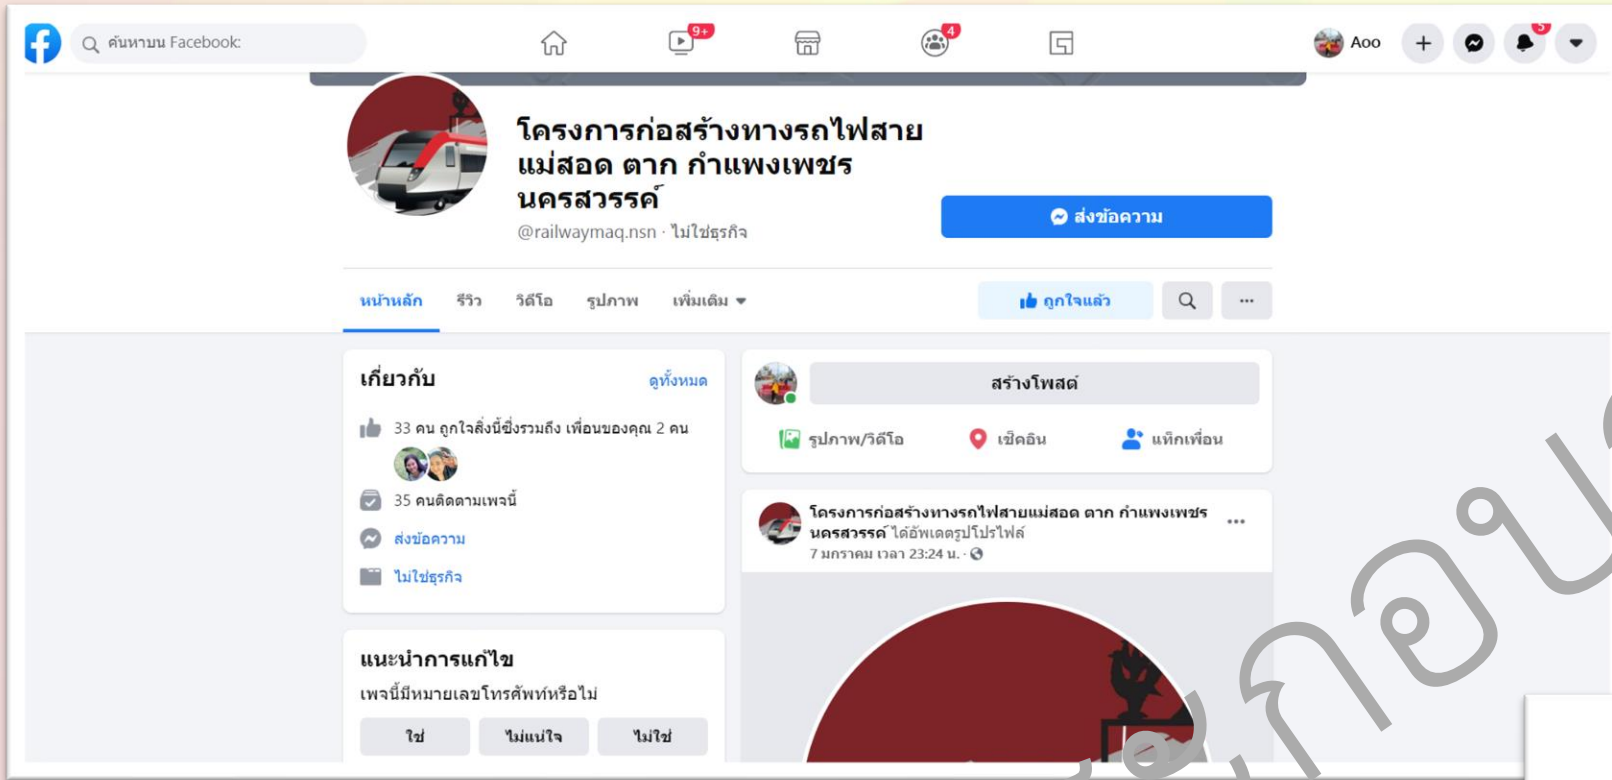 ค้นหาบน Facebook:
9+
4
Aoo
5
โครงการก่อสร้างทางรถไฟสาย
แม่สอด ตาก กำแพงเพชร
นครสวรรค์
@railwaymaq.nsn · ไม่ใช่ธุรกิจ
ส่งข้อความ
หน้าหลัก
รีวิว
วิดีโอ
รูปภาพ
เพิ่มเติม
ถูกใจแล้ว
เกี่ยวกับ
ดูทั้งหมด
33 คน ถูกใจสิ่งนี้ซึ่งรวมถึง เพื่อนของคุณ 2 คน
35 คนติดตามเพจนี้
ส่งข้อความ
ไม่ใช่ธุรกิจ
แนะนำการแก้ไข
เพจนี้มีหมายเลขโทรศัพท์หรือไม่
ใช่
ไม่แน่ใจ
ไม่ใช่
สร้างโพสต์
รูปภาพ/วิดีโอ
เช็คอิน
แท็กเพื่อน
โครงการก่อสร้างทางรถไฟสายแม่สอด ตาก กำแพงเพชร
นครสวรรค์ ได้อัพเดตรูปโปรไฟล์
7 มกราคม เวลา 23:24 น.